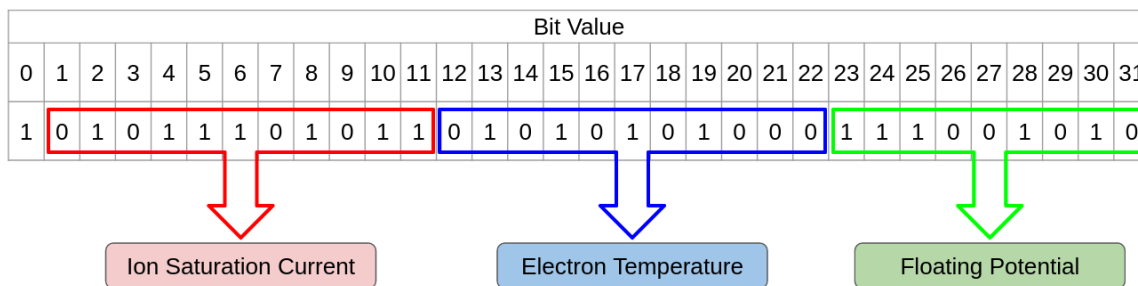 Bit Value
0 1 2 3 4 5 6 7 8 9 10 11 12 13 14 15 16 17 18 19 20 21 22 23 24 25 26 27 28 29 30 31
1 0 1 0 1 1 1 0 1 0 1 1 0 1 0 1 0 1 0 1 0 0 0 1 1 1 0 0 1 0 1 0
Ion Saturation Current Electron Temperature Floating Potential